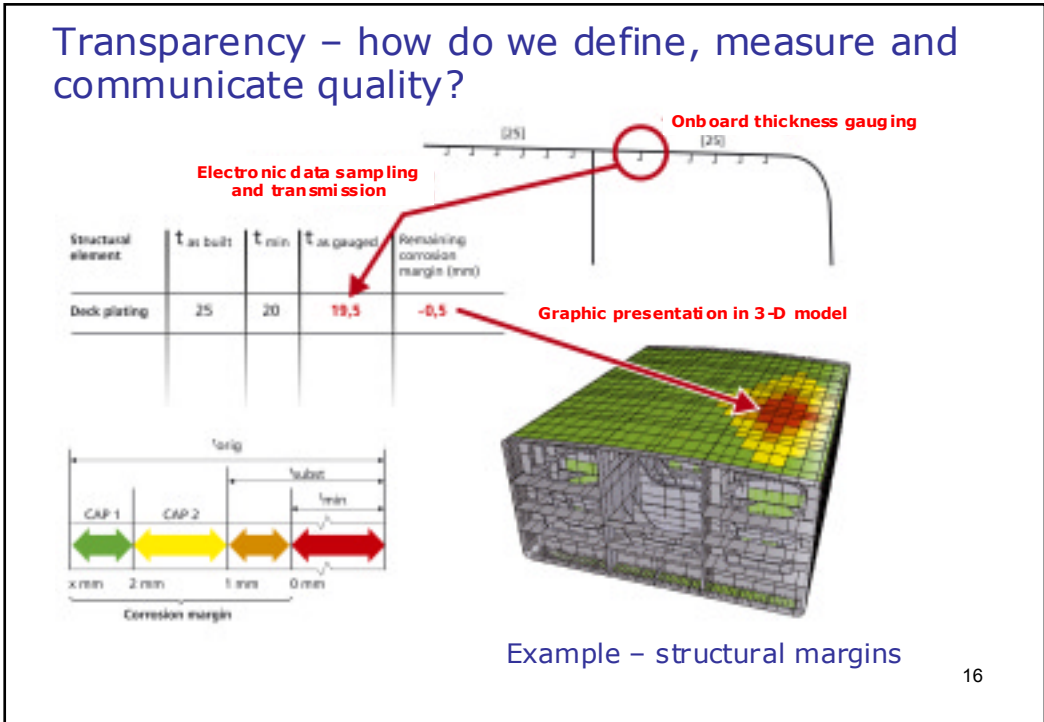 Transparency – how do we define, measure and
communicate quality?
Onboard thickness gauging
[25]
[25]
Electronic data sampling
and transmission
Structural
element
t as built
t min
t as gauged
Remaining
corrosion
margin (mm)
Deck plating
25
20
19,5
-0,5
Graphic presentation in 3-D model
torig
tsubst
tmin
CAP 1
CAP 2
x mm
2 mm
1 mm
0 mm
Corrosion margin
Example – structural margins
16